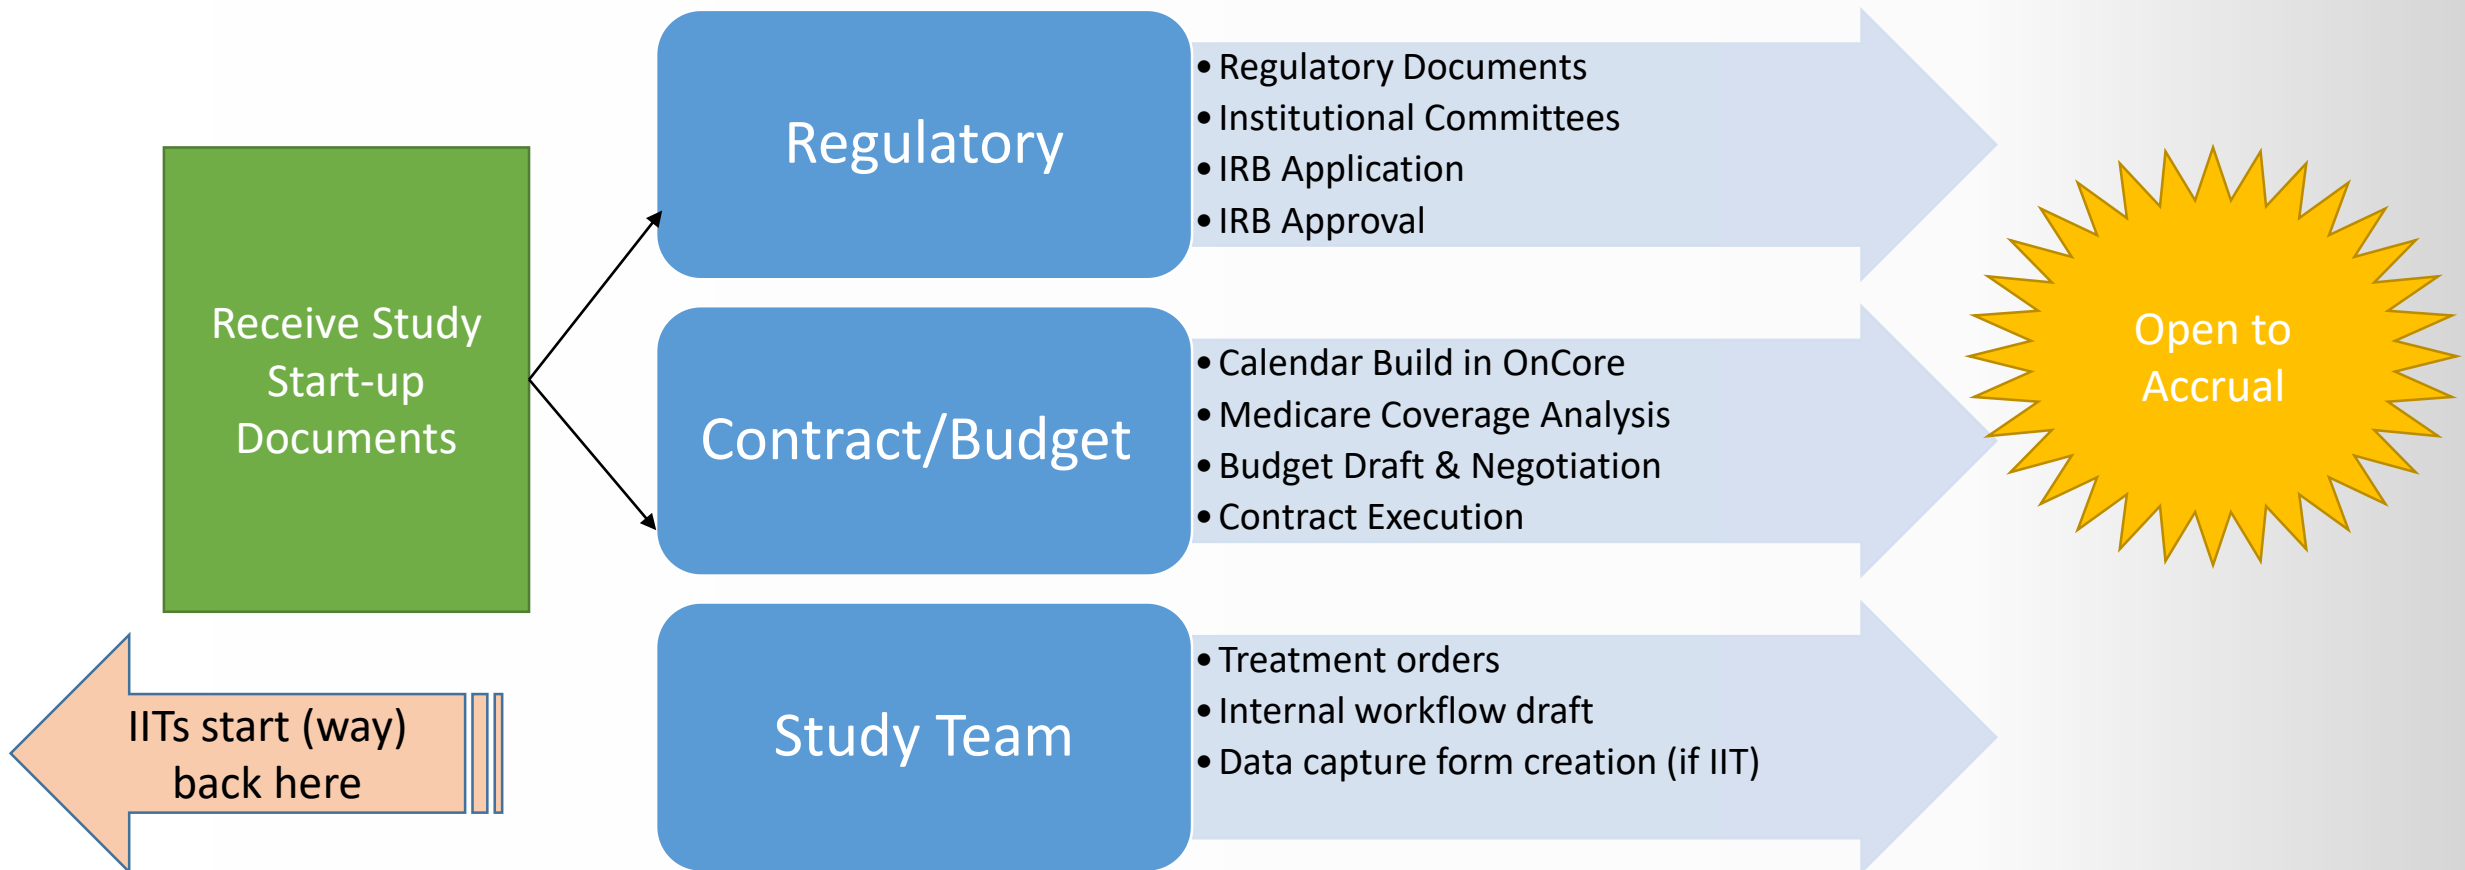 Receive Study
Start-up
Documents
IITs start (way)
back here
Regulatory
• Regulatory Documents
• Institutional Committees
• IRB Application
• IRB Approval
Contract/Budget
• Calendar Build in OnCore
• Medicare Coverage Analysis
• Budget Draft & Negotiation
• Contract Execution
Study Team
• Treatment orders
• Internal workflow draft
• Data capture form creation (if IIT)
Open to
Accrual